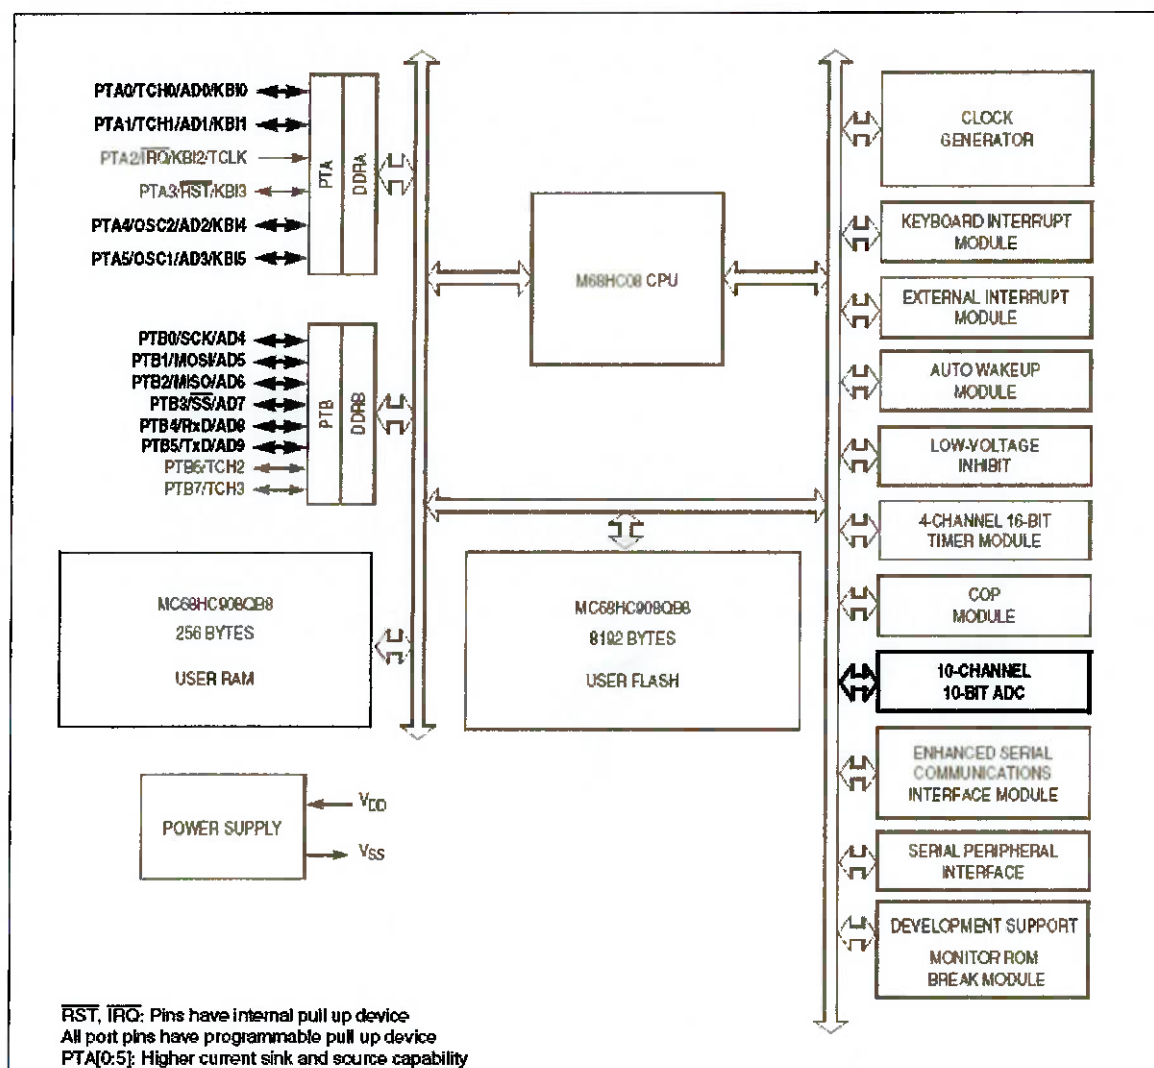 PTA0/TCH0/AD0/KBI0
PTA1/TCH1/AD1/KBI1
PTA2/IRQ/KBI2/TCLK
PTA3/RST/KBI3
PTA4/OSC2/AD2/KBI4
PTA5/OSC1/AD3/KBI5
PTA
DDRA
PTB0/SCK/AD4
PTB1/MOSI/AD5
PTB2/MISO/AD6
PTB3/SS/AD7
PTB4/RxD/AD8
PTB5/TxD/AD9
PTB6/TCH2
PTB7/TCH3
PTB
DDRB
M68HC08 CPU
MC68HC908QB8
256 BYTES
USER RAM
MC68HC908QB8
8192 BYTES
USER FLASH
POWER SUPPLY
VDD
VSS
CLOCK
GENERATOR
KEYBOARD INTERRUPT
MODULE
EXTERNAL INTERRUPT
MODULE
AUTO WAKEUP
MODULE
LOW-VOLTAGE
INHIBIT
4-CHANNEL 16-BIT
TIMER MODULE
COP
MODULE
10-CHANNEL
10-BIT ADC
ENHANCED SERIAL
COMMUNICATIONS
INTERFACE MODULE
SERIAL PERIPHERAL
INTERFACE
DEVELOPMENT SUPPORT
MONITOR ROM
BREAK MODULE
RST, IRQ: Pins have internal pull up device
All port pins have programmable pull up device
PTA[0:5]: Higher current sink and source capability